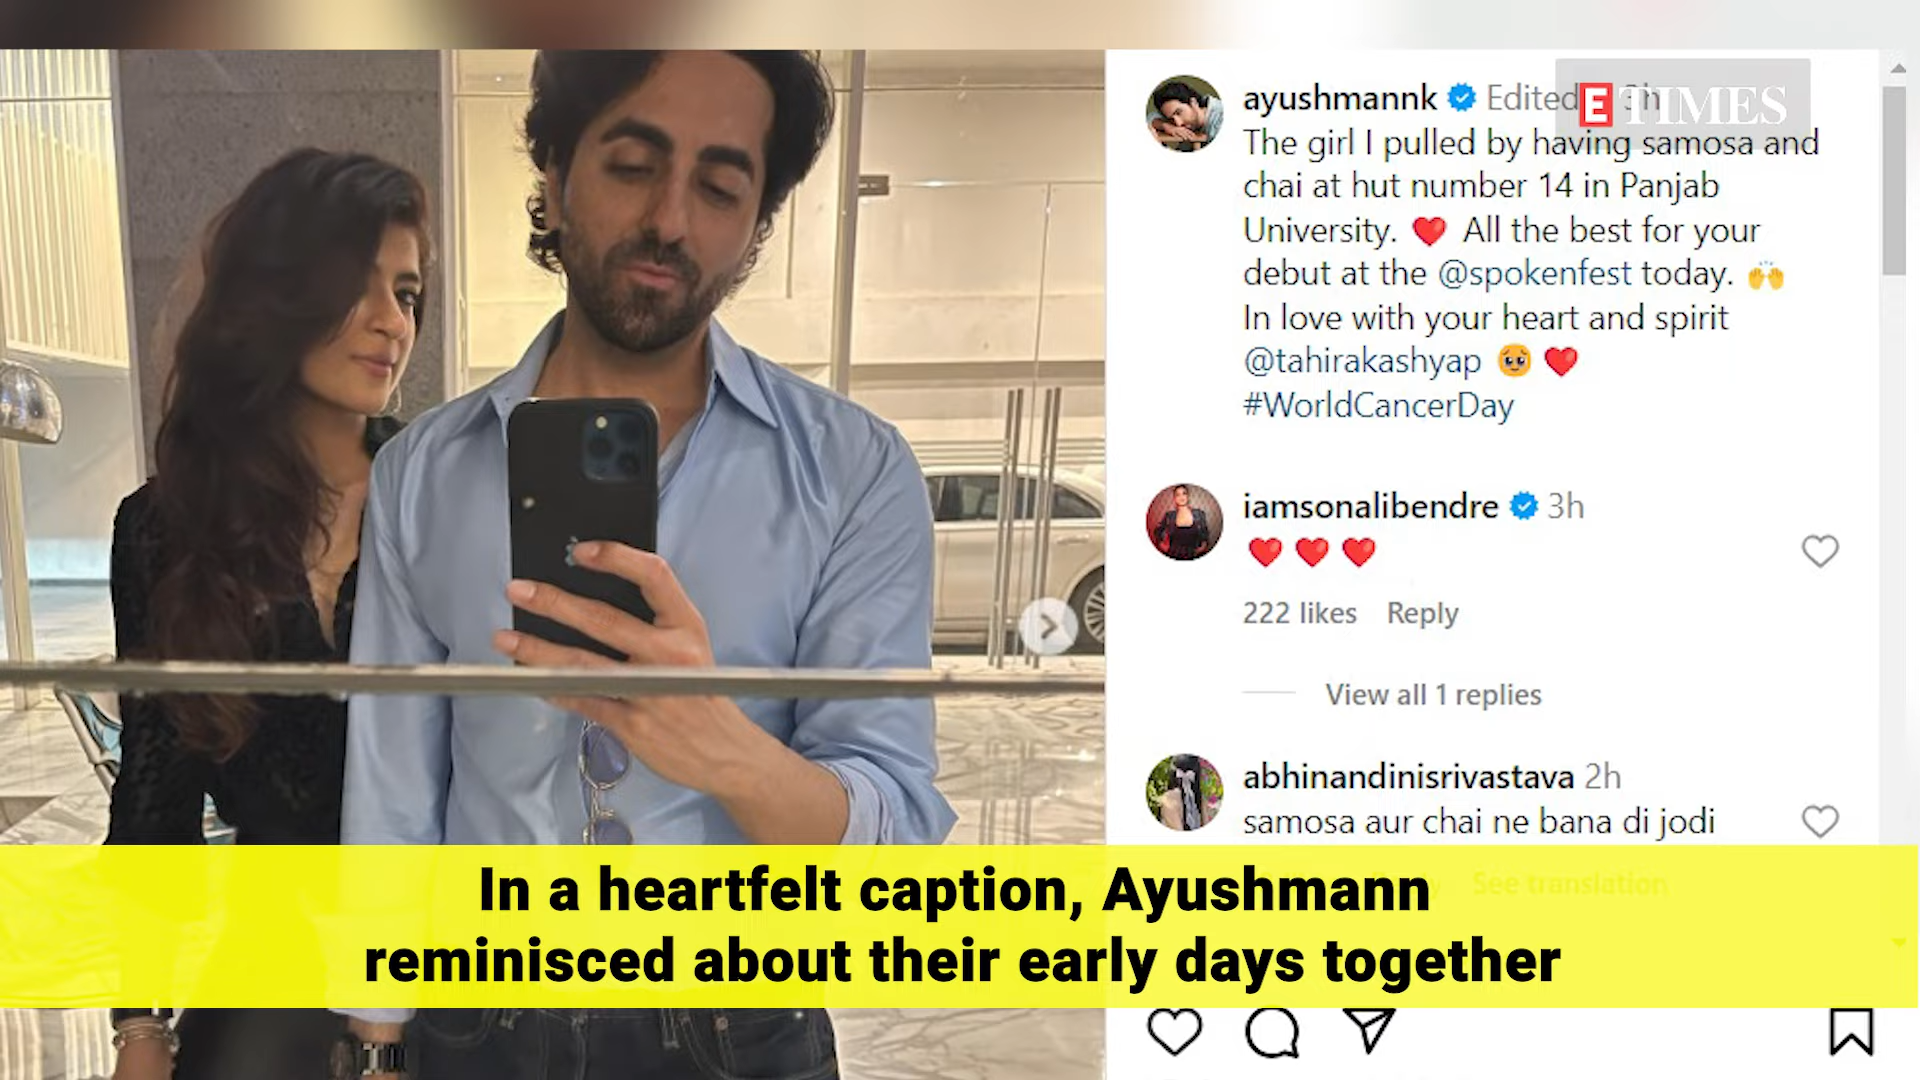 ayushmannk Edited 3h
E TIMES
The girl I pulled by having samosa and
chai at hut number 14 in Panjab
University. ❤️ All the best for your
debut at the @spokenfest today. 🙌
In love with your heart and spirit
@tahirakashyap 🥹 ❤️
#WorldCancerDay
iamsonalibendre 3h
❤️ ❤️ ❤️
222 likes Reply
View all 1 replies
abhinandinisrivastava 2h
samosa aur chai ne bana di jodi
See translation
In a heartfelt caption, Ayushmann
reminisced about their early days together